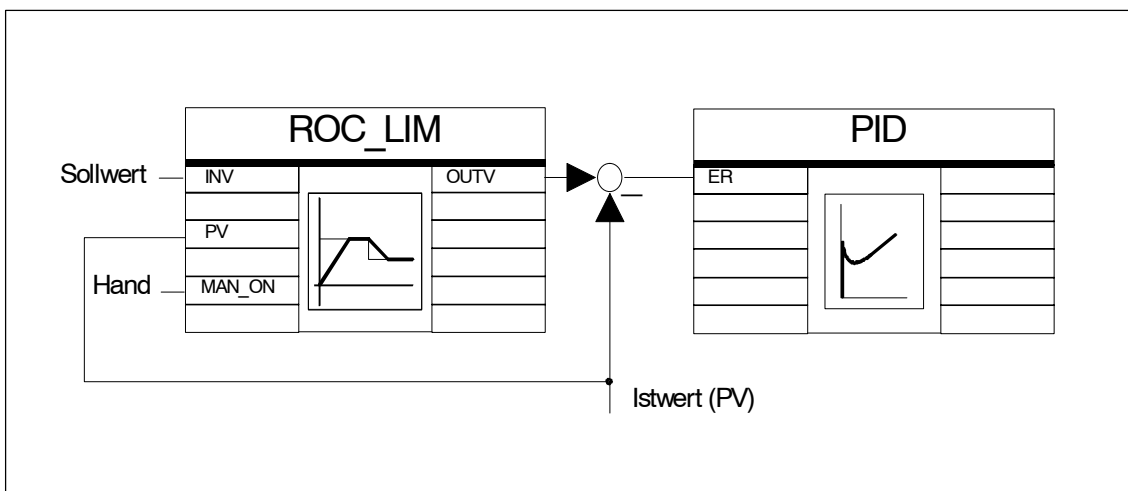 ROC_LIM
PID
Sollwert
INV
OUTV
ER
PV
Hand
MAN_ON
Istwert (PV)